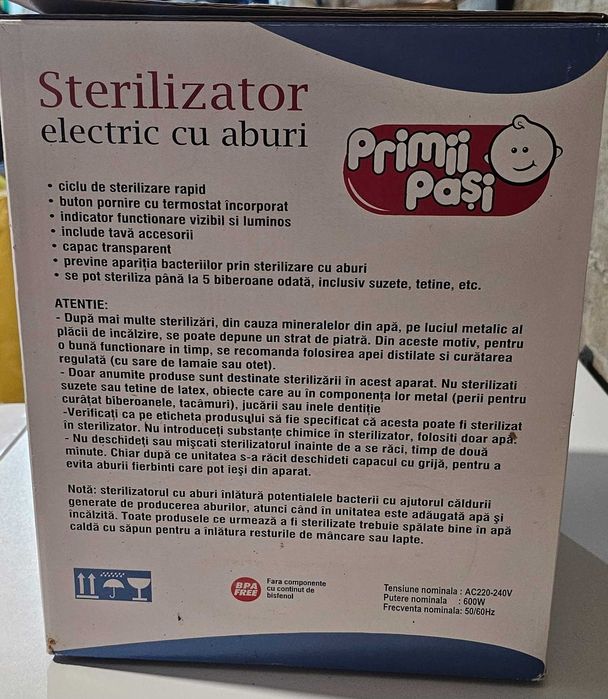 Sterilizator
electric cu aburi
Primii
Pași
• ciclu de sterilizare rapid
• buton pornire cu termostat încorporat
• indicator functionare vizibil si luminos
• include tavă accesorii
• capac transparent
• previne apariția bacteriilor prin sterilizare cu aburi
• se pot steriliza până la 5 biberoane odată, inclusiv suzete, tetine, etc.
ATENTIE:
- După mai multe sterilizări, din cauza mineralelor din apă, pe luciul metalic al
plăcii de incălzire, se poate depune un strat de piatră. Din aceste motiv, pentru
o bună functionare in timp, se recomanda folosirea apei distilate si curătarea
regulată (cu sare de lamaie sau otet).
- Doar anumite produse sunt destinate sterilizării în acest aparat. Nu sterilizati
suzete sau tetine de latex, obiecte care au în componența lor metal (perii pentru
curățat biberoanele, tacâmuri), jucării sau inele dentiție
-Verificați ca pe eticheta produsului să fie specificat că acesta poate fi sterilizat
în sterilizator. Nu introduceți substanțe chimice în sterilizator, folositi doar apă.
- Nu deschideți sau mișcati sterilizatorul inainte de a se răci, timp de două
minute. Chiar după ce unitatea s-a răcit deschideti capacul cu grijă, pentru a
evita aburii fierbinti care pot ieși din aparat.
Notă: sterilizatorul cu aburi înlătură potentialele bacterii cu ajutorul căldurii
generate de producerea aburilor, atunci când în unitatea este adăugată apă și
incălzită. Toate produsele ce urmează a fi sterilizate trebuie spălate bine in apă
caldă cu săpun pentru a înlătura resturile de mâncare sau lapte.
BPA
FREE
Fara componente
cu continut de
bisfenol
Tensiune nominala : AC220-240V
Putere nominala : 600W
Frecventa nominala: 50/60Hz